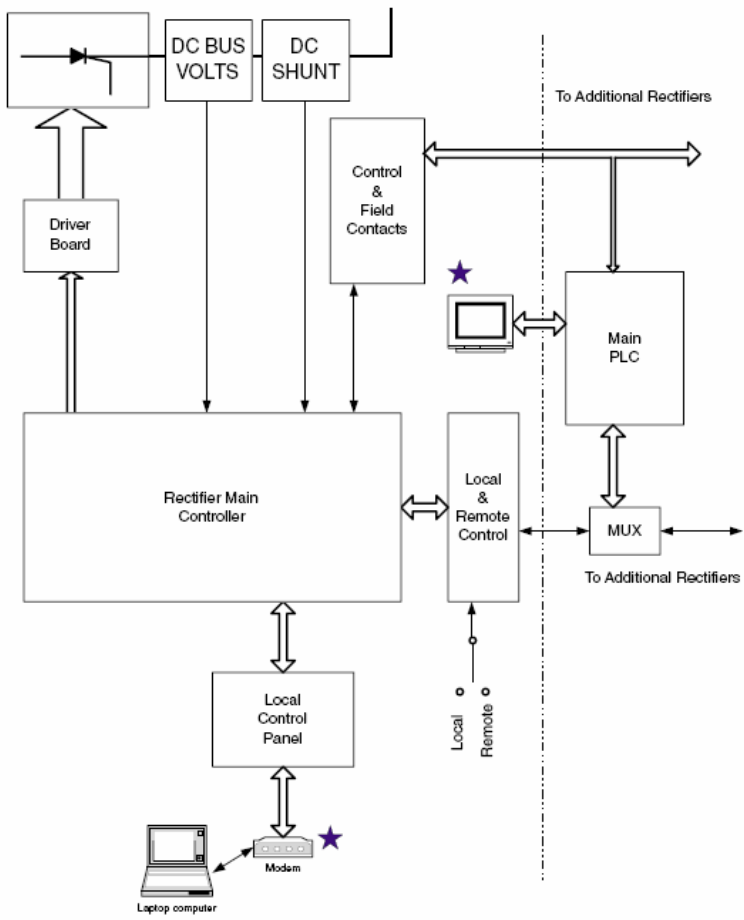 DC BUS
VOLTS
DC
SHUNT
To Additional Rectifiers
Control
&
Field
Contacts
Driver
Board
Main
PLC
Rectifier Main
Controller
Local
&
Remote
Control
MUX
To Additional Rectifiers
Local
Control
Panel
Local
Remote
Modem
Laptop computer